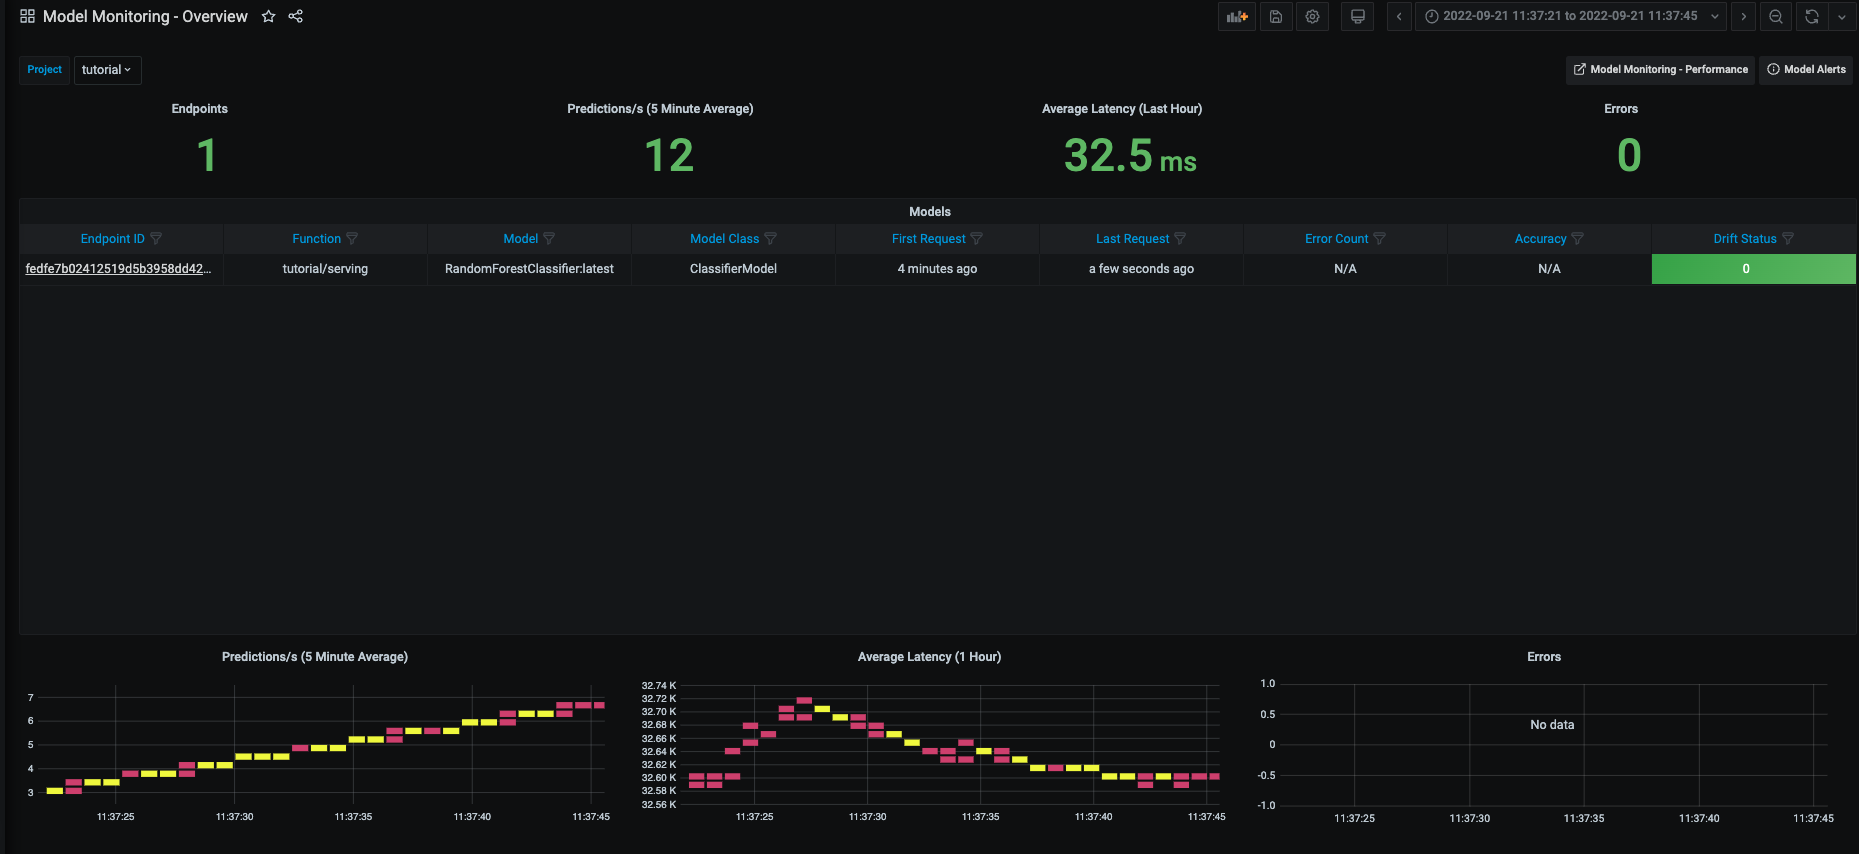 Model Monitoring - Overview
2022-09-21 11:37:21 to 2022-09-21 11:37:45
Project tutorial
Model Monitoring - Performance Model Alerts
Endpoints Predictions/s (5 Minute Average) Average Latency (Last Hour) Errors
1 12 32.5 ms 0
Models
Endpoint ID Function Model Model Class First Request Last Request Error Count Accuracy Drift Status
fedfe7b02412519d5b3958dd42... tutorial/serving RandomForestClassifier:latest ClassifierModel 4 minutes ago a few seconds ago N/A N/A 0
Predictions/s (5 Minute Average)
7
6
5
4
3
11:37:25 11:37:30 11:37:35 11:37:40 11:37:45
Average Latency (1 Hour)
32.74 K
32.72 K
32.70 K
32.68 K
32.66 K
32.64 K
32.62 K
32.60 K
32.58 K
32.56 K
11:37:25 11:37:30 11:37:35 11:37:40 11:37:45
Errors
1.0
0.5
No data
0
-0.5
-1.0
11:37:25 11:37:30 11:37:35 11:37:40 11:37:45